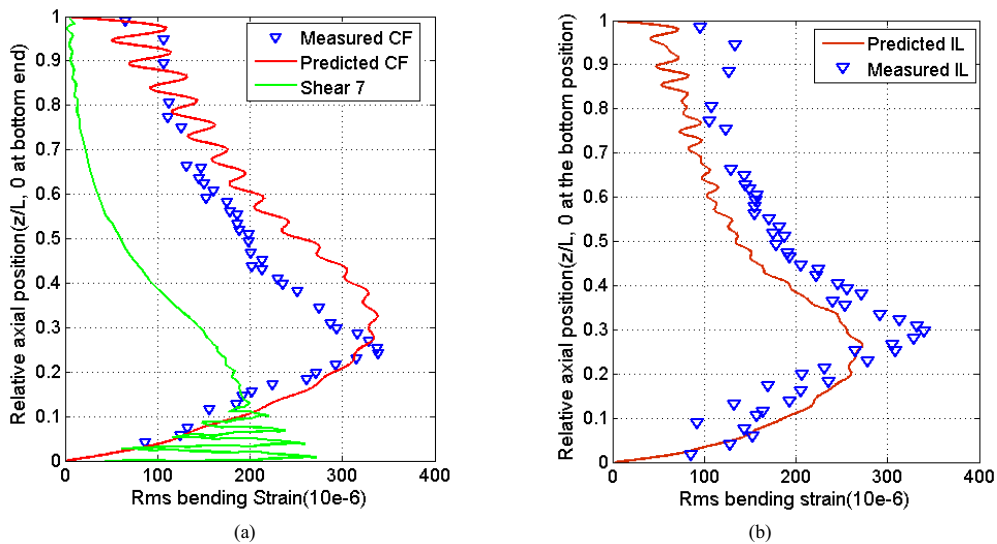 Relative axial position(z/L, 0 at bottom end)
1
0.9
0.8
0.7
0.6
0.5
0.4
0.3
0.2
0.1
0
0 100 200 300 400
Rms bending Strain(10e-6)
Measured CF
Predicted CF
Shear 7
(a)
Relative axial position(z/L, 0 at the bottom position)
1
0.9
0.8
0.7
0.6
0.5
0.4
0.3
0.2
0.1
0
0 100 200 300 400
Rms bending strain(10e-6)
Predicted IL
Measured IL
(b)